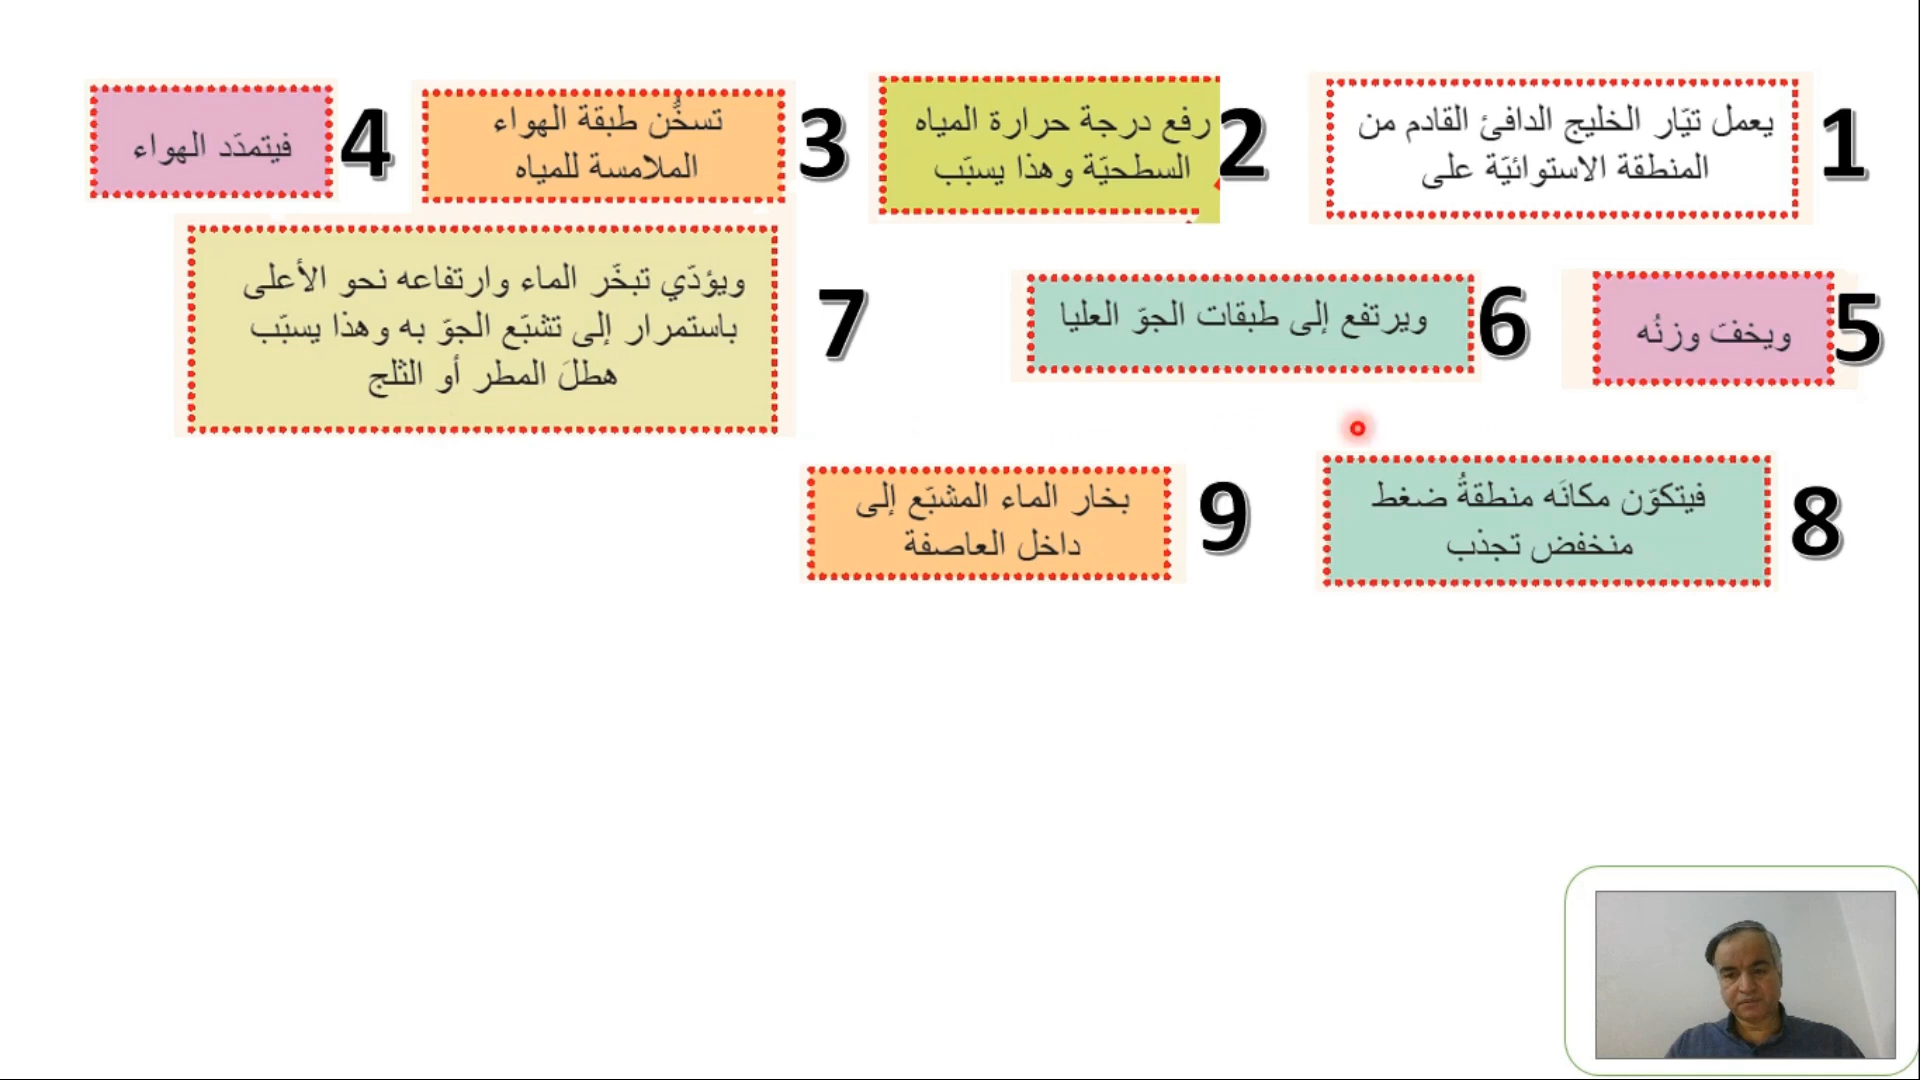 1
يعمل تيّار الخليج الدافئ القادم من
المنطقة الاستوائيّة على
2
رفع درجة حرارة المياه
السطحيّة وهذا يسبّب
3
تسخُّن طبقة الهواء
الملامسة للمياه
4
فيتمدّد الهواء
5
ويخفّ وزنُه
6
ويرتفع إلى طبقات الجوّ العليا
7
ويؤدّي تبخّر الماء وارتفاعه نحو الأعلى
باستمرار إلى تشبّع الجوّ به وهذا يسبّب
هطلَ المطر أو الثلج
8
فيتكوّن مكانَه منطقةُ ضغط
منخفض تجذب
9
بخار الماء المشبّع إلى
داخل العاصفة